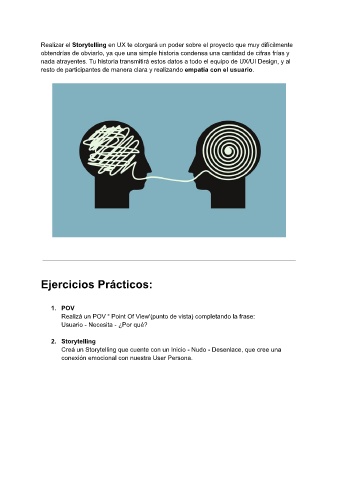 Realizar el Storytelling en UX te otorgará un poder sobre el proyecto que muy difícilmente
obtendrías de obviarlo, ya que una simple historia condensa una cantidad de cifras frías y
nada atrayentes. Tu historia transmitirá estos datos a todo el equipo de UX/UI Design, y al
resto de participantes de manera clara y realizando empatía con el usuario.
Ejercicios Prácticos:
1. POV
Realizá un POV " Point Of View'(punto de vista) completando la frase:
Usuario - Necesita - ¿Por qué?
2. Storytelling
Creá un Storytelling que cuente con un Inicio - Nudo - Desenlace, que cree una
conexión emocional con nuestra User Persona.